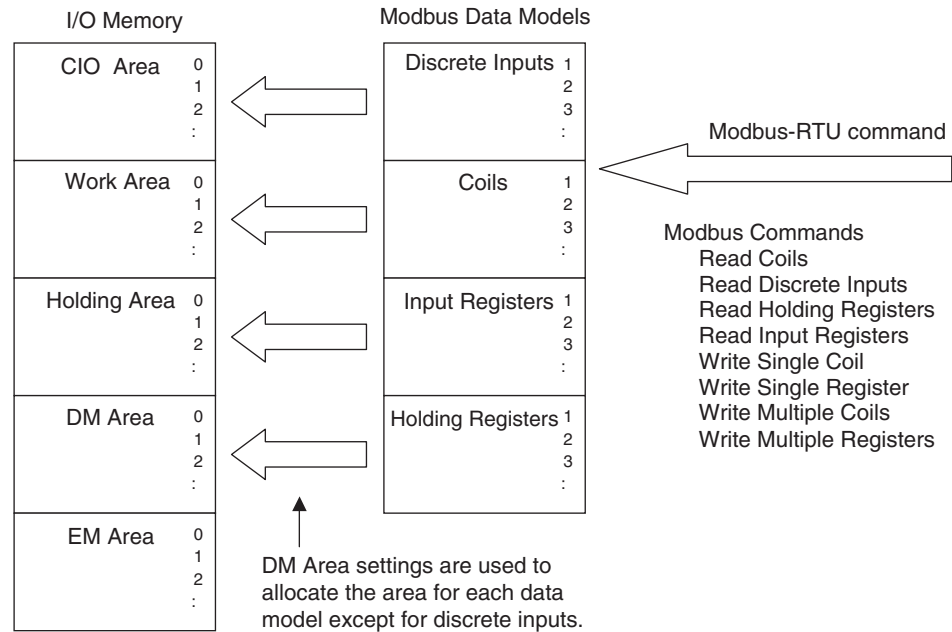 I/O Memory
CIO Area
0
1
2
:
Work Area
0
1
2
:
Holding Area
0
1
2
:
DM Area
0
1
2
:
EM Area
0
1
2
:
Modbus Data Models
Discrete Inputs
1
2
3
:
Coils
1
2
3
:
Input Registers
1
2
3
:
Holding Registers
1
2
3
:
DM Area settings are used to
allocate the area for each data
model except for discrete inputs.
Modbus-RTU command
Modbus Commands
Read Coils
Read Discrete Inputs
Read Holding Registers
Read Input Registers
Write Single Coil
Write Single Register
Write Multiple Coils
Write Multiple Registers